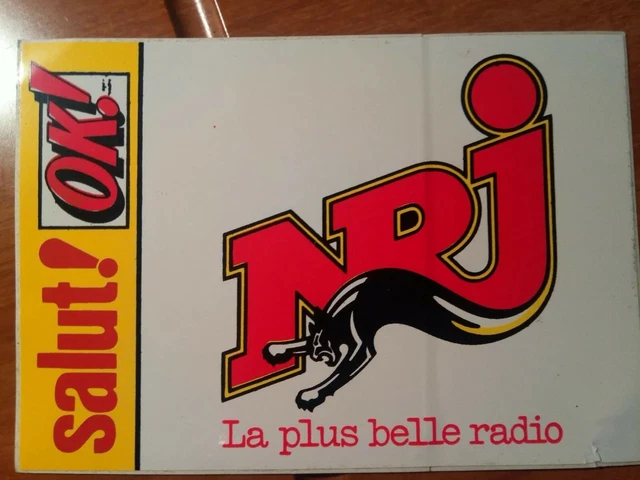 salut!
OK!
NRJ
La plus belle radio